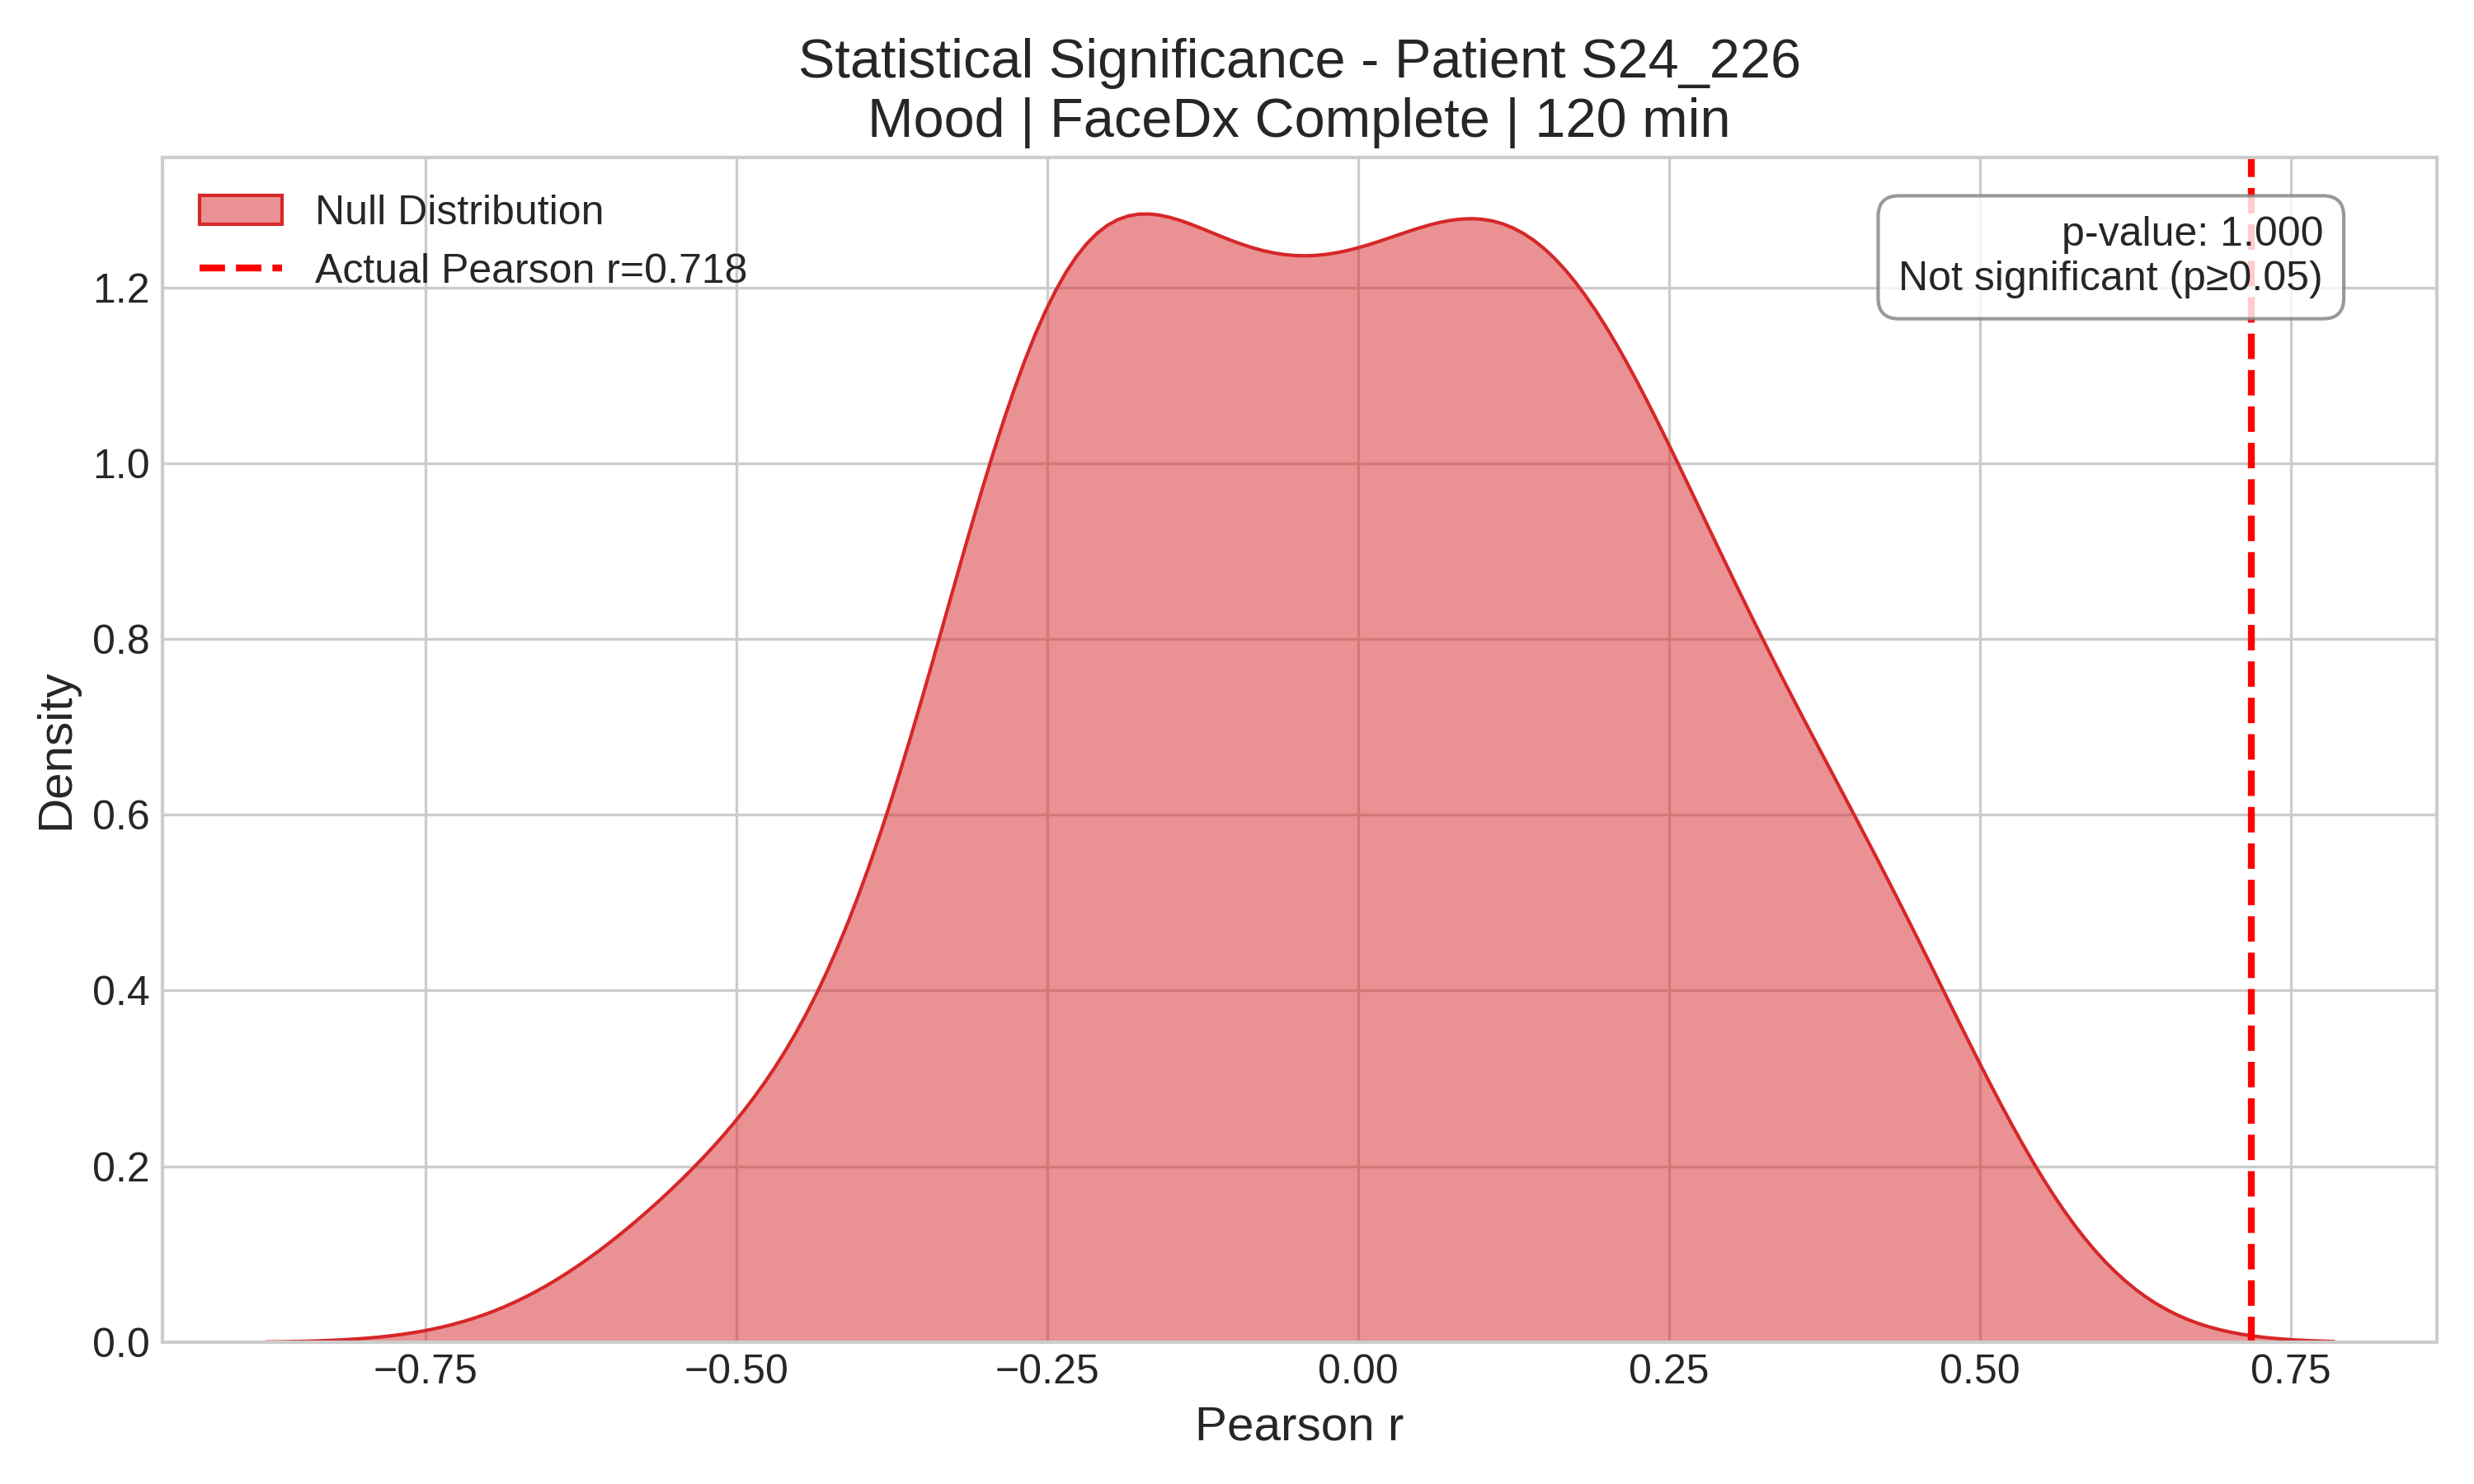 Statistical Significance - Patient S24_226
Mood | FaceDx Complete | 120 min
Null Distribution
Actual Pearson r=0.718
p-value: 1.000
Not significant (p≥0.05)
Density
1.2
1.0
0.8
0.6
0.4
0.2
0.0
−0.75 −0.50 −0.25 0.00 0.25 0.50 0.75
Pearson r